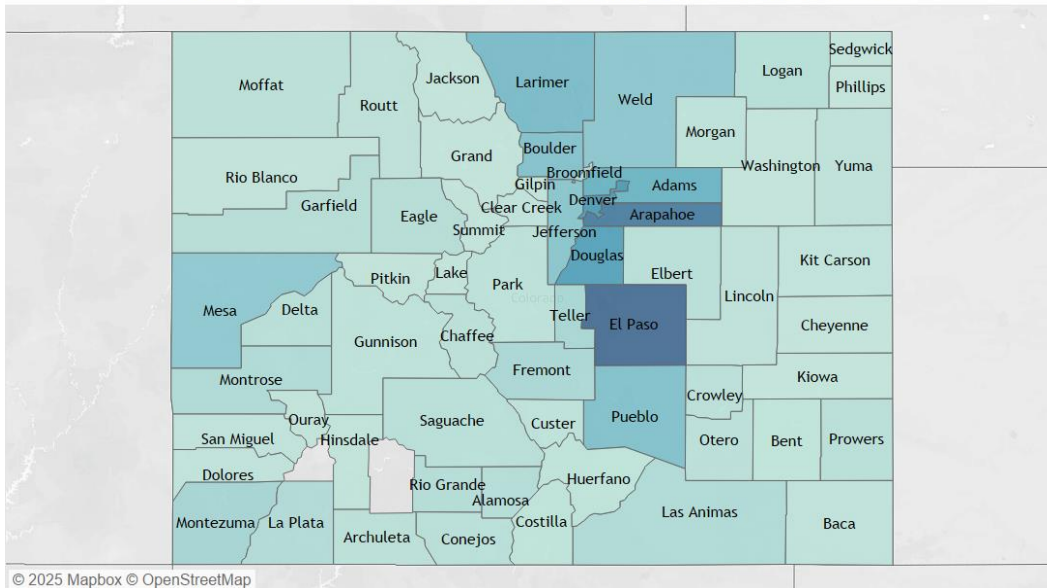 Sedgwick
Moffat
Jackson
Larimer
Logan
Phillips
Routt
Weld
Morgan
Boulder
Grand
Washington
Yuma
Broomfield
Rio Blanco
Gilpin
Adams
Garfield
Eagle
Clear Creek
Denver
Arapahoe
Summit
Jefferson
Douglas
Kit Carson
Pitkin
Lake
Elbert
Park
Lincoln
Colorado
Mesa
Delta
Teller
El Paso
Cheyenne
Chaffee
Gunnison
Fremont
Montrose
Kiowa
Crowley
Ouray
Saguache
Custer
Pueblo
San Miguel
Hinsdale
Otero
Bent
Prowers
Dolores
Huerfano
Rio Grande
Alamosa
Montezuma
La Plata
Costilla
Las Animas
Baca
Archuleta
Conejos
© 2025 Mapbox © OpenStreetMap